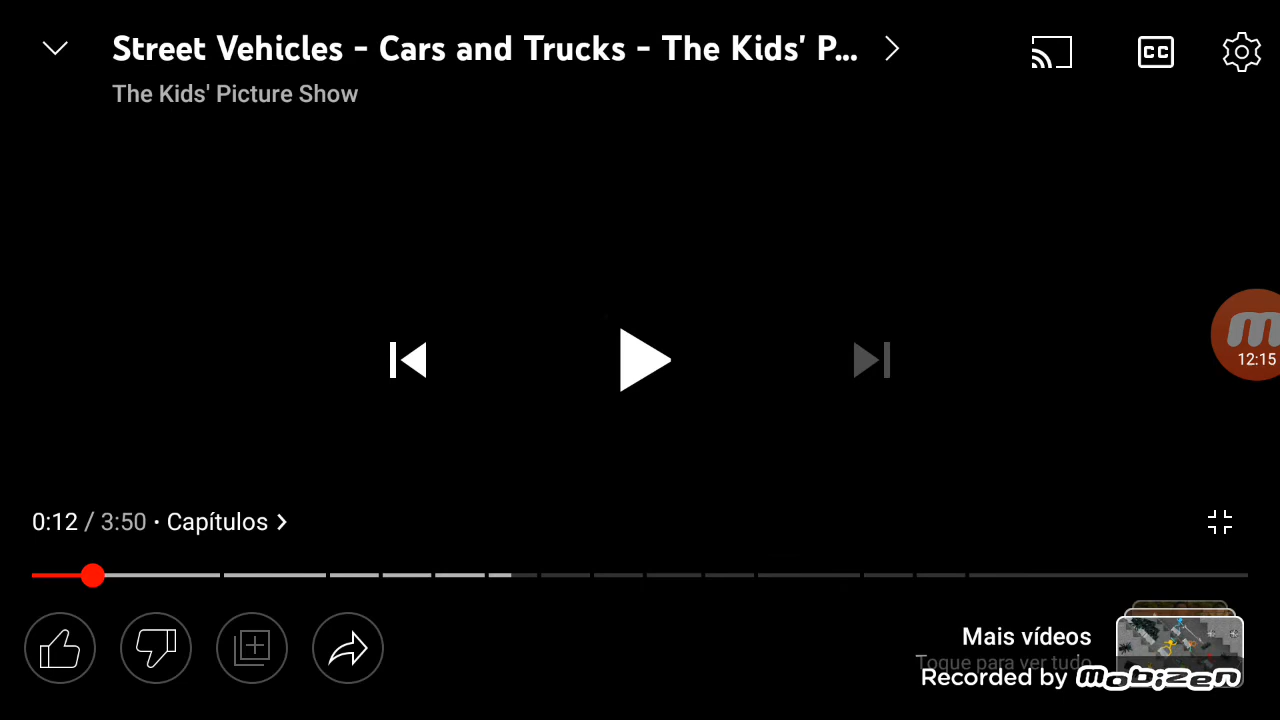 Street Vehicles - Cars and Trucks - The Kids' P...
The Kids' Picture Show
CC
12:15
0:12 / 3:50 · Capítulos
Mais vídeos
Toque para ver tudo
Recorded by mobizen